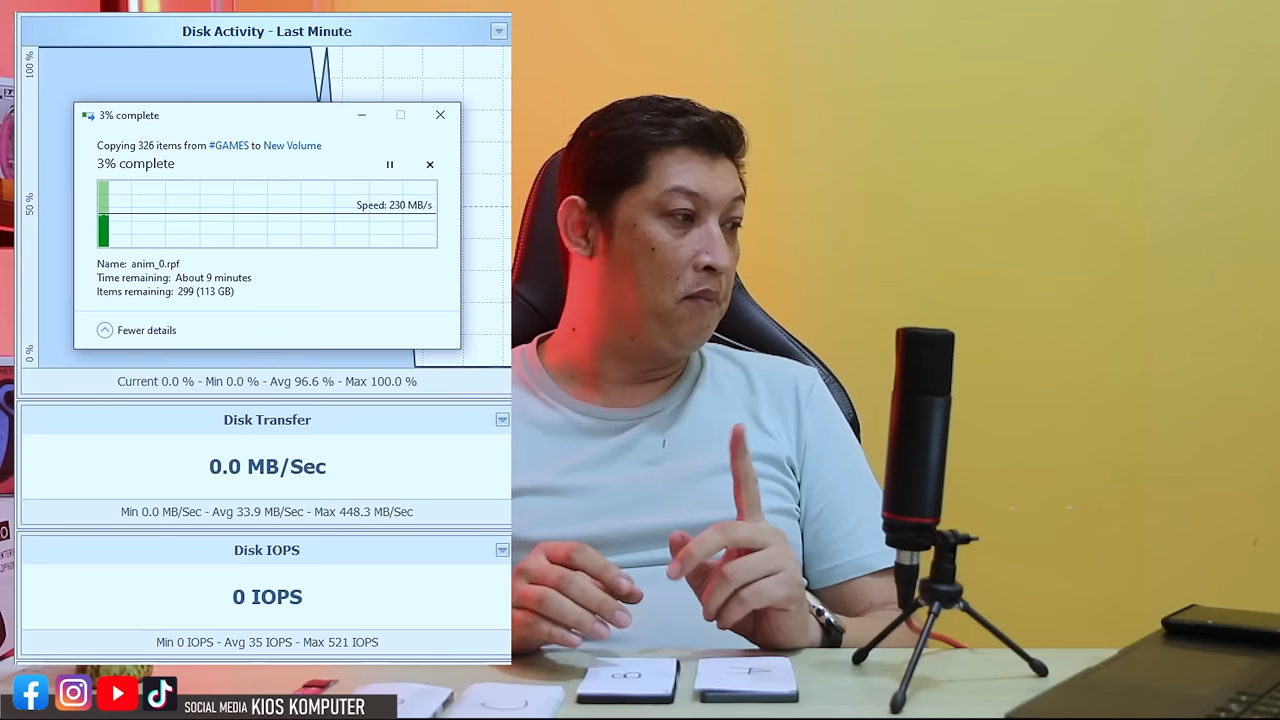 Disk Activity - Last Minute
100 %
50 %
0 %
3% complete
Copying 326 items from #GAMES to New Volume
3% complete
Speed: 230 MB/s
Name: anim_0.rpf
Time remaining: About 9 minutes
Items remaining: 299 (113 GB)
Fewer details
Current 0.0 % - Min 0.0 % - Avg 96.6 % - Max 100.0 %
Disk Transfer
0.0 MB/Sec
Min 0.0 MB/Sec - Avg 33.9 MB/Sec - Max 448.3 MB/Sec
Disk IOPS
0 IOPS
Min 0 IOPS - Avg 35 IOPS - Max 521 IOPS
B
A
SOCIAL MEDIA KIOS KOMPUTER